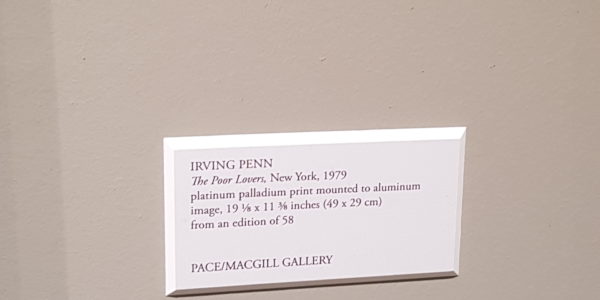 IRVING PENN
The Poor Lovers, New York, 1979
platinum palladium print mounted to aluminum
image, 19 ⅛ x 11 ⅜ inches (49 x 29 cm)
from an edition of 58
PACE/MACGILL GALLERY